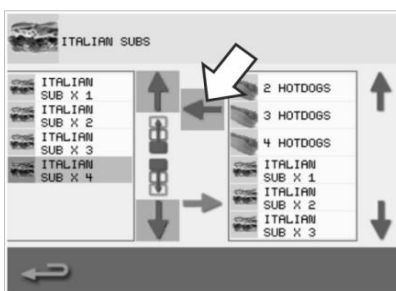 ITALIAN SUBS
ITALIAN
SUB X 1
ITALIAN
SUB X 2
ITALIAN
SUB X 3
ITALIAN
SUB X 4
2 HOTDOGS
3 HOTDOGS
4 HOTDOGS
ITALIAN
SUB X 1
ITALIAN
SUB X 2
ITALIAN
SUB X 3